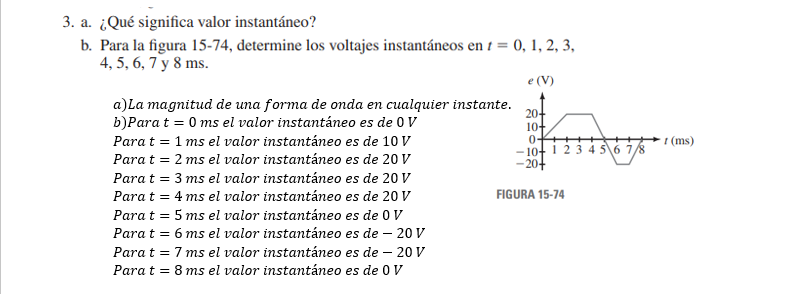 3. a. ¿Qué significa valor instantáneo?
b. Para la figura 15-74, determine los voltajes instantáneos en t = 0, 1, 2, 3,
4, 5, 6, 7 y 8 ms.
a)La magnitud de una forma de onda en cualquier instante.
b)Para t = 0 ms el valor instantáneo es de 0 V
Para t = 1 ms el valor instantáneo es de 10 V
Para t = 2 ms el valor instantáneo es de 20 V
Para t = 3 ms el valor instantáneo es de 20 V
Para t = 4 ms el valor instantáneo es de 20 V
Para t = 5 ms el valor instantáneo es de 0 V
Para t = 6 ms el valor instantáneo es de − 20 V
Para t = 7 ms el valor instantáneo es de − 20 V
Para t = 8 ms el valor instantáneo es de 0 V
e (V)
20
10
0
−10
−20
1 2 3 4 5 6 7 8
t (ms)
FIGURA 15-74